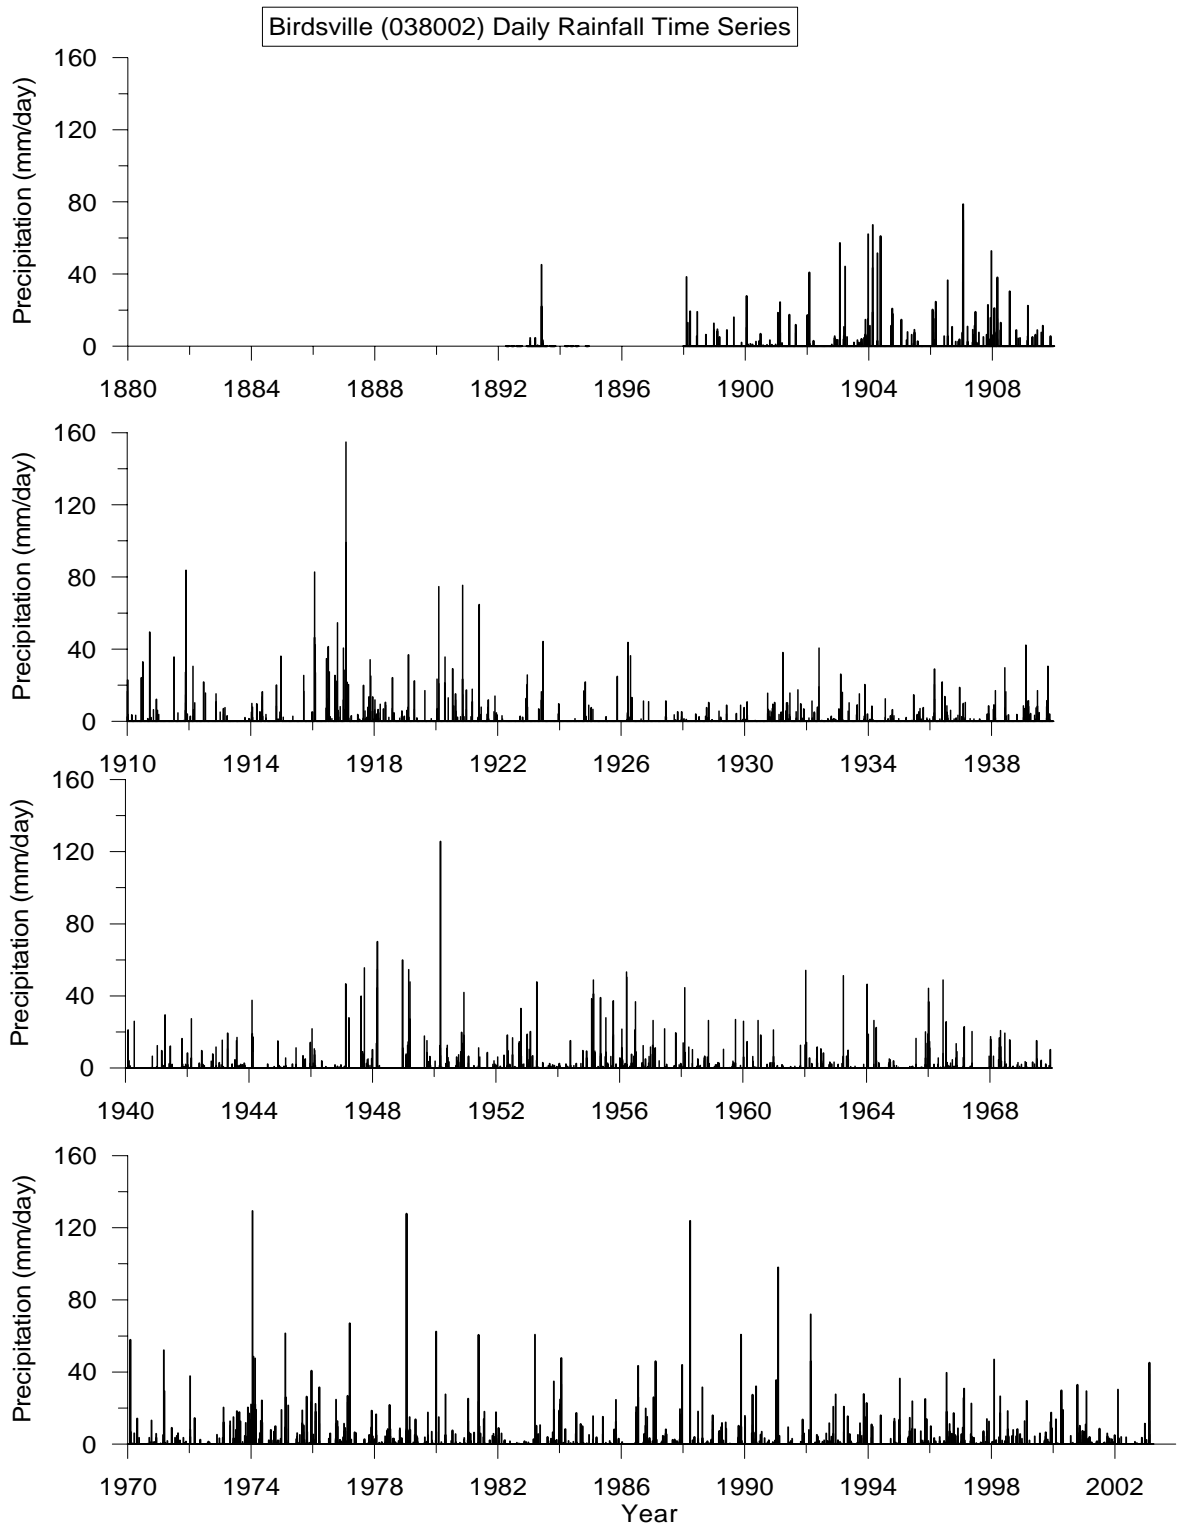 Birdsville (038002) Daily Rainfall Time Series
Precipitation (mm/day)
160
120
80
40
0
1880 1884 1888 1892 1896 1900 1904 1908
Precipitation (mm/day)
160
120
80
40
0
1910 1914 1918 1922 1926 1930 1934 1938
Precipitation (mm/day)
160
120
80
40
0
1940 1944 1948 1952 1956 1960 1964 1968
Precipitation (mm/day)
160
120
80
40
0
1970 1974 1978 1982 1986 1990 1994 1998 2002
Year